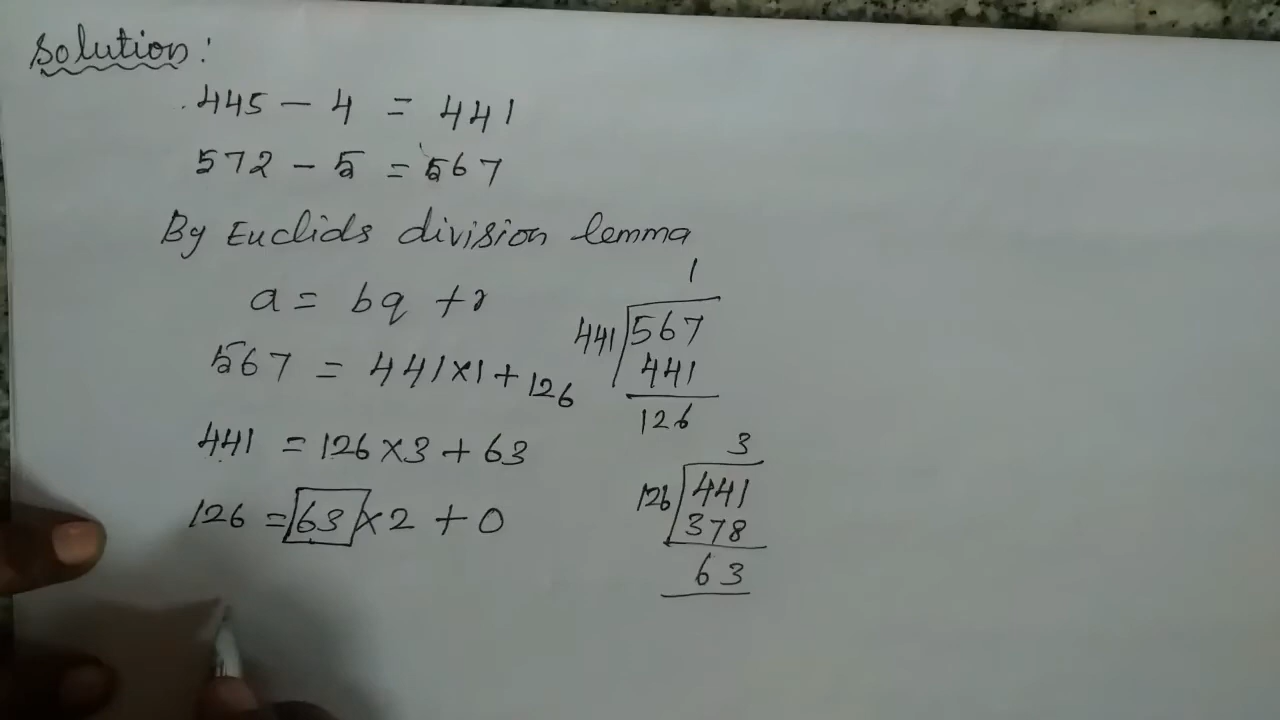 Solution:
445 - 4 = 441
572 - 5 = 567
By Euclids division lemma
a = bq + r
567 = 441 × 1 + 126
441 = 126 × 3 + 63
126 = 63 × 2 + 0
1
441 567
441
126
3
126 441
378
63